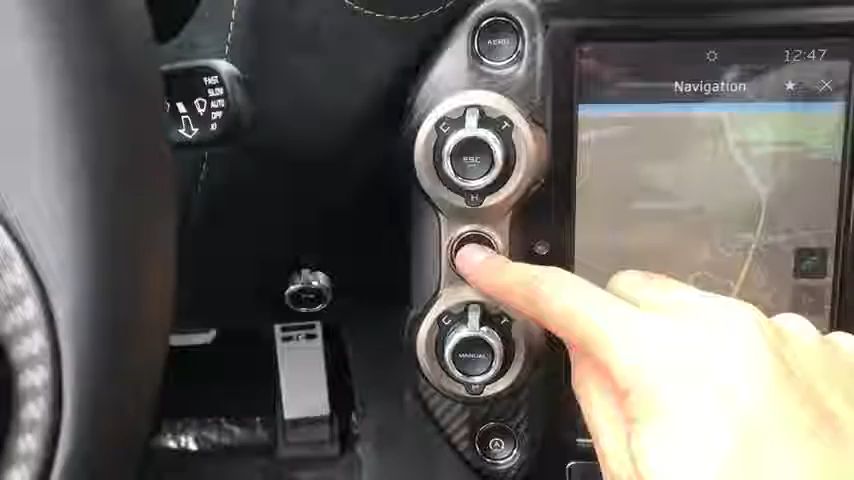 AERO
12:47
Navigation
FAST
SLOW
AUTO
OFF
C
T
ESC
H
C
T
MANUAL
H
A